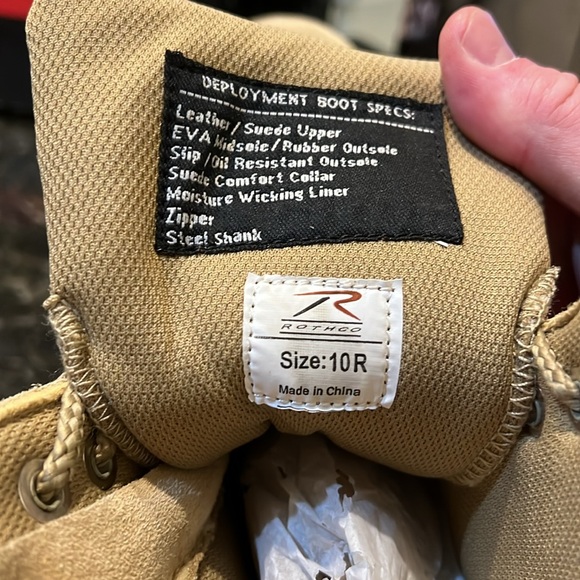 DEPLOYMENT BOOT SPECS:
Leather/Suede Upper
EVA Midsole/Rubber Outsole
Slip/Oil Resistant Outsole
Suede Comfort Collar
Moisture Wicking Liner
Zipper
Steel Shank
R
ROTHCO
Size:10R
Made in China